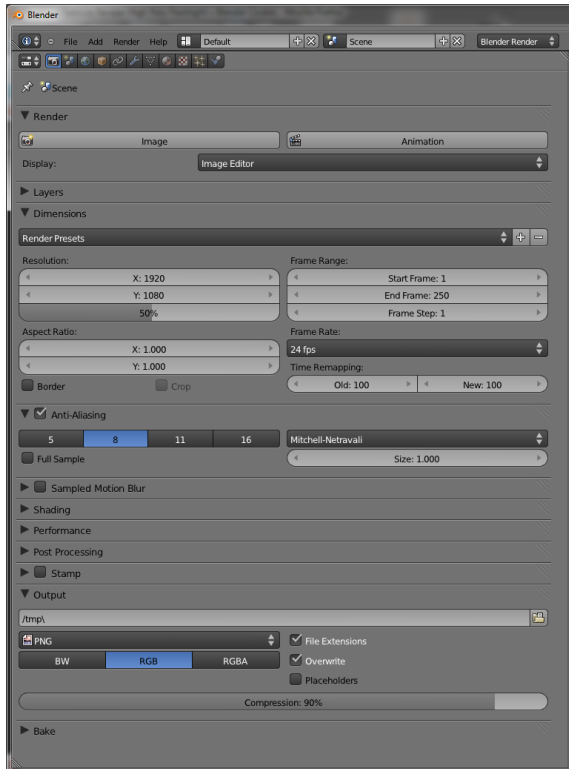 Blender
File Add Render Help Default Scene Blender Render
Scene
Render
Image Animation
Display: Image Editor
Layers
Dimensions
Render Presets
Resolution: Frame Range:
X: 1920 Start Frame: 1
Y: 1080 End Frame: 250
50% Frame Step: 1
Aspect Ratio: Frame Rate:
X: 1.000 24 fps
Y: 1.000 Time Remapping:
Border Crop Old: 100 New: 100
Anti-Aliasing
5 8 11 16 Mitchell-Netravali
Full Sample Size: 1.000
Sampled Motion Blur
Shading
Performance
Post Processing
Stamp
Output
/tmp\
PNG File Extensions
BW RGB RGBA Overwrite
Placeholders
Compression: 90%
Bake